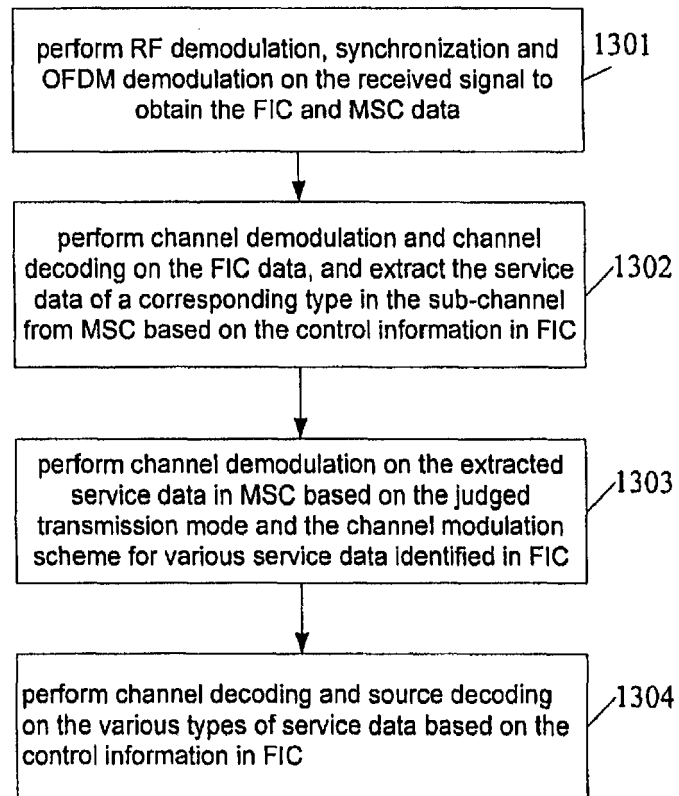 perform RF demodulation, synchronization and
OFDM demodulation on the received signal to
obtain the FIC and MSC data
1301
perform channel demodulation and channel
decoding on the FIC data, and extract the service
data of a corresponding type in the sub-channel
from MSC based on the control information in FIC
1302
perform channel demodulation on the extracted
service data in MSC based on the judged
transmission mode and the channel modulation
scheme for various service data identified in FIC
1303
perform channel decoding and source decoding
on the various types of service data based on the
control information in FIC
1304